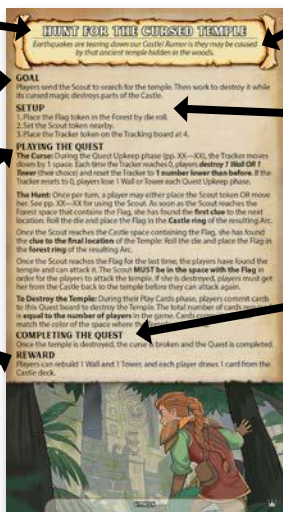 HUNT FOR THE CURSED TEMPLE
Earthquakes are tearing down our Castle! Rumor is they may be caused
by that ancient temple hidden in the woods.
GOAL
Players send the Scout to search for the temple. Then work to destroy it while
its cursed magic destroys parts of the Castle.
SETUP
1. Place the Flag token in the Forest by die roll.
2. Set the Scout token nearby.
3. Place the Tracker token on the Tracking board at 4.
PLAYING THE QUEST
The Curse: During the Quest Upkeep phase (pp. XX—XX), the Tracker moves
down by 1 space. Each time the Tracker reaches 0, players destroy 1 Wall OR 1
Tower (their choice) and reset the Tracker to 1 number lower than before. If the
Tracker resets to 0, players lose 1 Wall or Tower each Quest Upkeep phase.
The Hunt: Once per turn, a player may either place the Scout token OR move
her. See pp. XX—XX for using the Scout. As soon as the Scout reaches the
Forest space that contains the Flag, she has found the first clue to the next
location. Roll the die and place the Flag in the Castle ring of the resulting Arc.
Once the Scout reaches the Castle space containing the Flag, she has found
the clue to the final location of the Temple. Roll the die and place the Flag in
the forest ring of the resulting Arc.
Once the Scout reaches the Flag for the last time, the players have found the
temple and can attack it. The Scout MUST be in the space with the Flag in
order for the players to attack the temple. If she is destroyed, players must get
her from the Castle back to the temple before they can attack again.
To Destroy the Temple: During their Play Cards phase, players commit cards
to this Quest board to destroy the Temple. The total number of cards
is equal to the number of players in the game. Cards
match the color of the space where the
COMPLETING THE QUEST
Once the temple is destroyed, the curse is broken and the Quest is completed.
REWARD
Players can rebuild 1 Wall and 1 Tower, and each player draws 1 card from the
Castle deck.